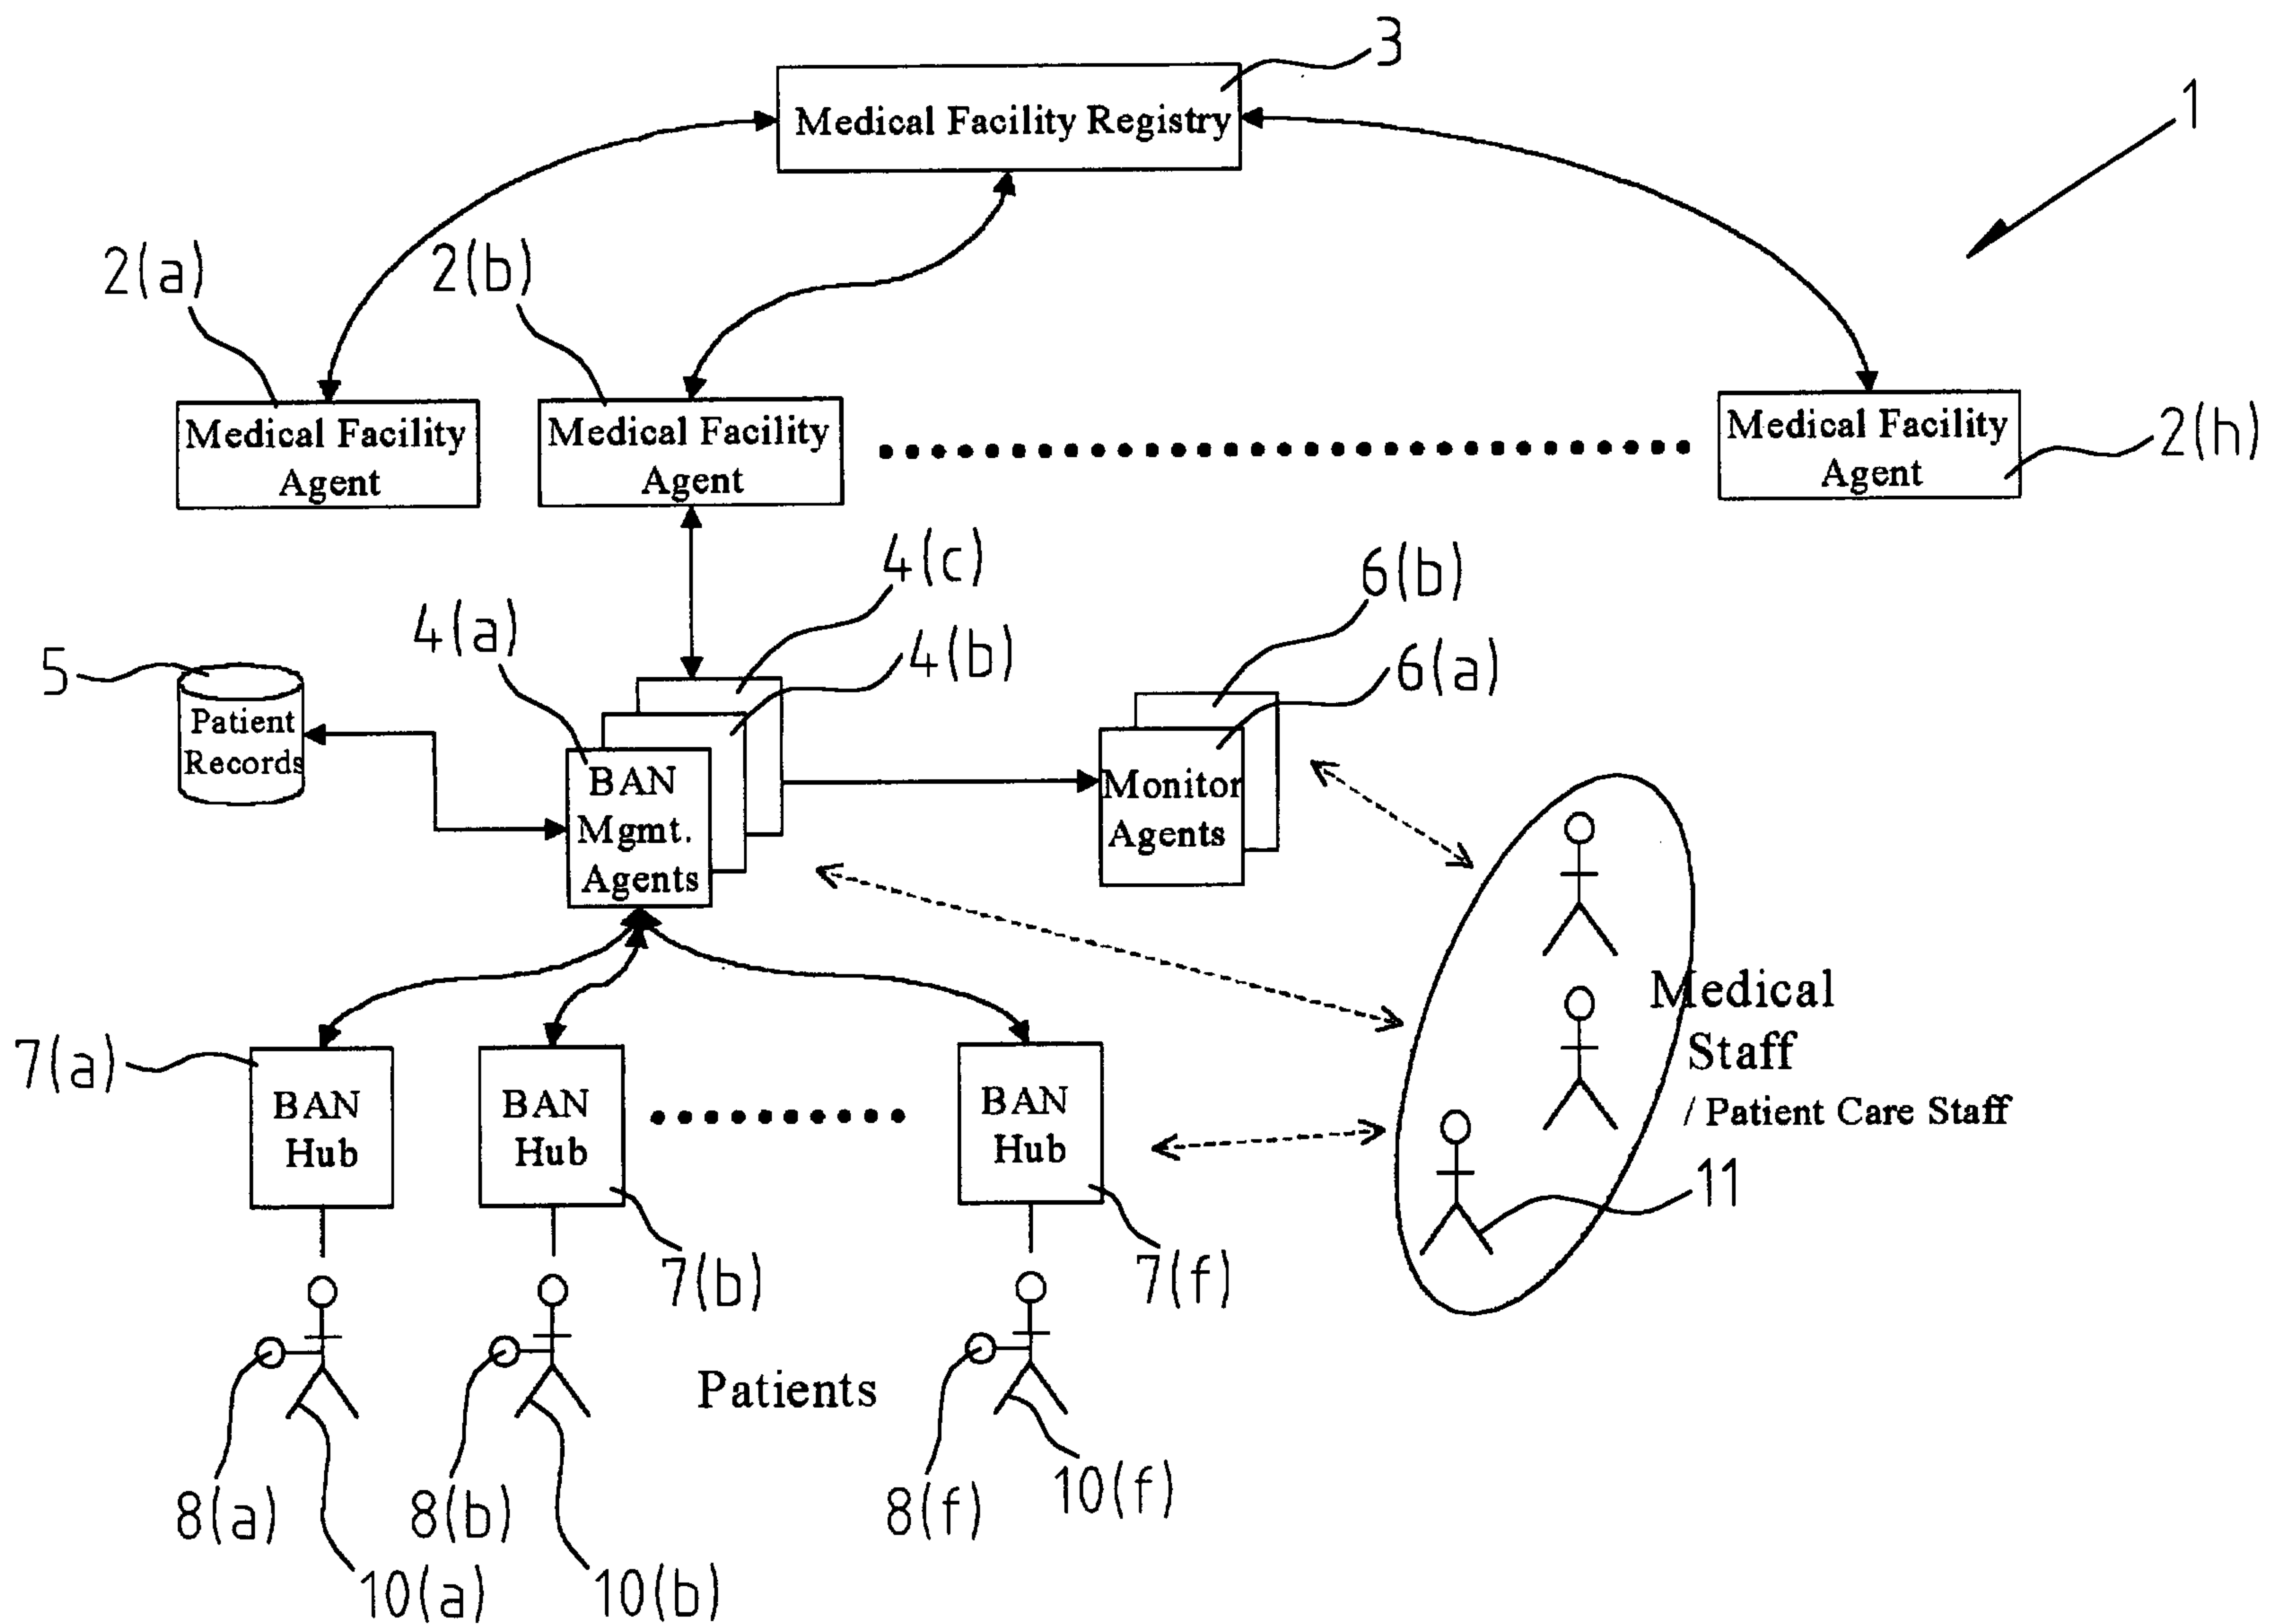 3
Medical Facility Registry
1
2(a)
2(b)
Medical Facility
Agent
Medical Facility
Agent
Medical Facility
Agent
2(h)
4(c)
6(b)
4(a)
4(b)
6(a)
5
Patient
Records
BAN
Mgmt.
Agents
Monitor
Agents
Medical
Staff
/ Patient Care Staff
7(a)
BAN
Hub
BAN
Hub
BAN
Hub
11
7(b)
7(f)
Patients
8(a)
8(b)
8(f)
10(f)
10(a)
10(b)